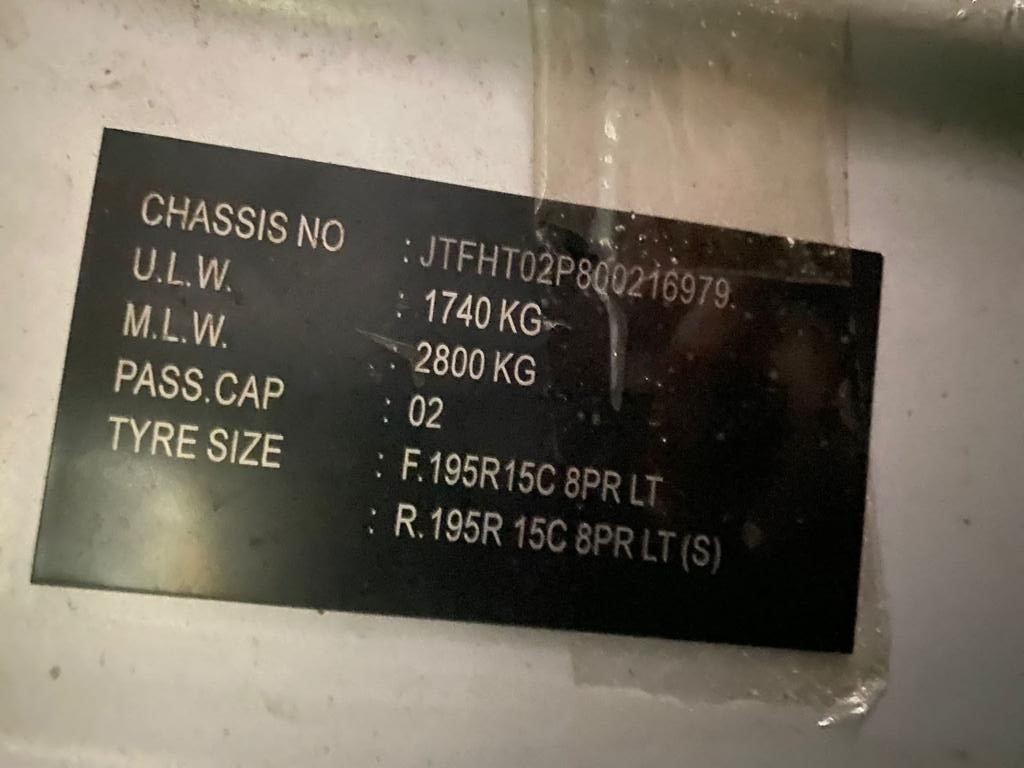 CHASSIS NO : JTFHT02P800216979.
U.L.W. : 1740 KG
M.L.W. : 2800 KG
PASS.CAP : 02
TYRE SIZE : F.195R15C 8PR LT
: R.195R 15C 8PR LT (S)